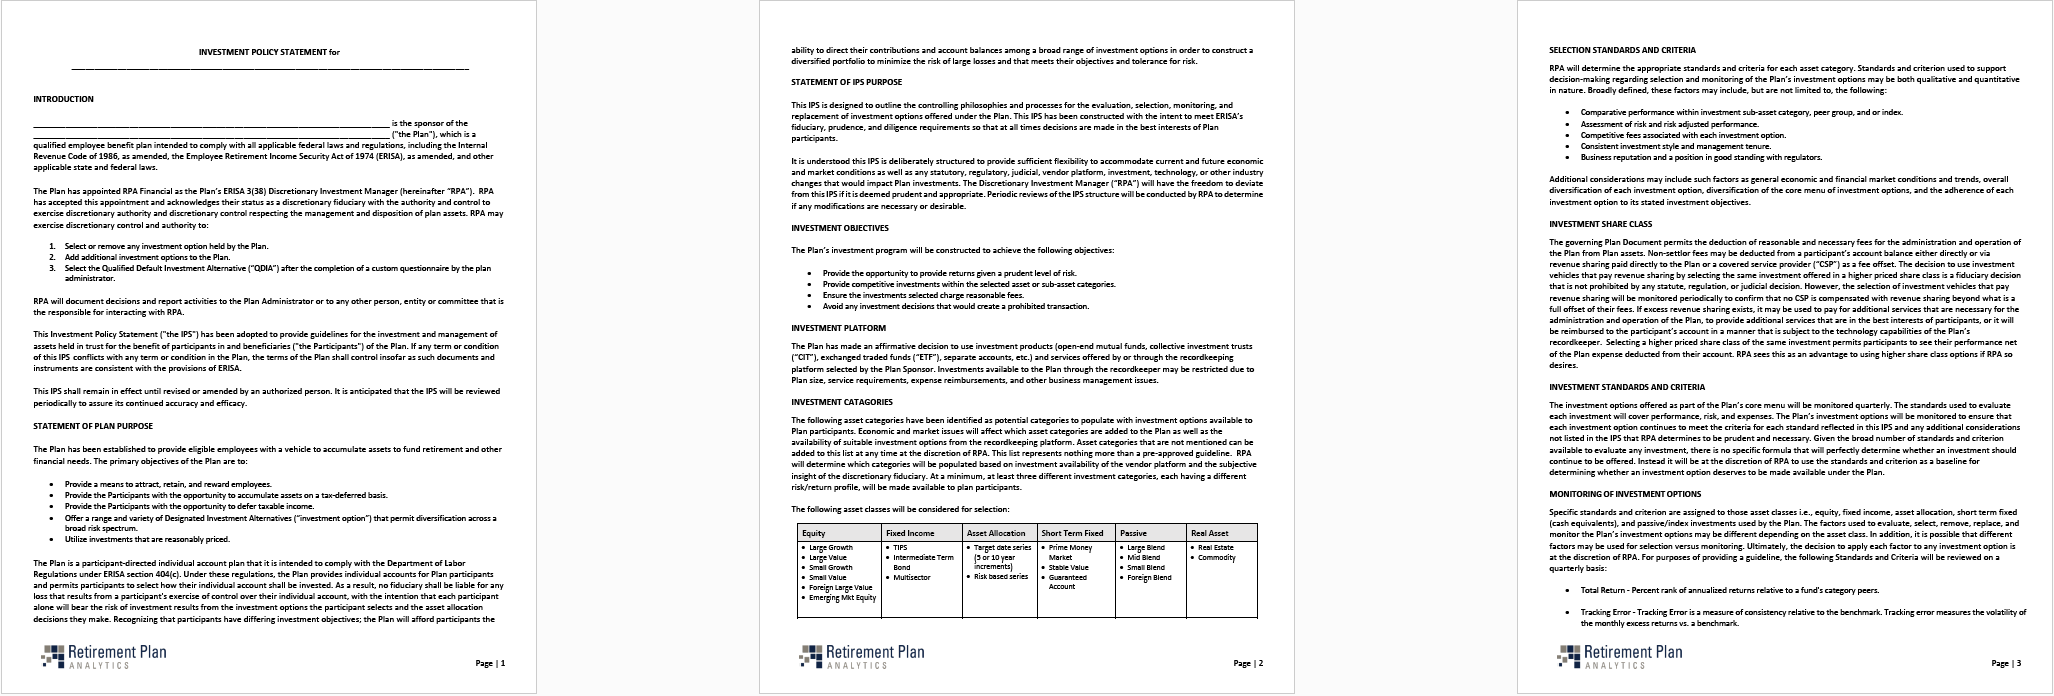 INVESTMENT POLICY STATEMENT for
INTRODUCTION
is the sponsor of the
("the Plan"), which is a
qualified employee benefit plan intended to comply with all applicable federal laws and regulations, including the Internal
Revenue Code of 1986, as amended, the Employee Retirement Income Security Act of 1974 (ERISA), as amended, and other
applicable state and federal laws.
The Plan has appointed RPA Financial as the Plan's ERISA 3(38) Discretionary Investment Manager (hereinafter "RPA"). RPA
has accepted this appointment and acknowledges their status as a discretionary fiduciary with the authority and control to
exercise discretionary authority and discretionary control respecting the management and disposition of plan assets. RPA may
exercise discretionary control and authority to:
1. Select or remove any investment option held by the Plan.
2. Add additional investment options to the Plan.
3. Select the Qualified Default Investment Alternative ("QDIA") after the completion of a custom questionnaire by the plan
administrator.
RPA will document decisions and report activities to the Plan Administrator or to any other person, entity or committee that is
the responsible for interacting with RPA.
This Investment Policy Statement ("the IPS") has been adopted to provide guidelines for the investment and management of
assets held in trust for the benefit of participants in and beneficiaries ("the Participants") of the Plan. If any term or condition
of this IPS conflicts with any term or condition in the Plan, the terms of the Plan shall control insofar as such documents and
instruments are consistent with the provisions of ERISA.
This IPS shall remain in effect until revised or amended by an authorized person. It is anticipated that the IPS will be reviewed
periodically to assure its continued accuracy and efficacy.
STATEMENT OF PLAN PURPOSE
The Plan has been established to provide eligible employees with a vehicle to accumulate assets to fund retirement and other
financial needs. The primary objectives of the Plan are to:
• Provide a means to attract, retain, and reward employees.
• Provide the Participants with the opportunity to accumulate assets on a tax-deferred basis.
• Provide the Participants with the opportunity to defer taxable income.
• Offer a range and variety of Designated Investment Alternatives ("investment option") that permit diversification across a
broad risk spectrum.
• Utilize investments that are reasonably priced.
The Plan is a participant-directed individual account plan that it is intended to comply with the Department of Labor
Regulations under ERISA section 404(c). Under these regulations, the Plan provides individual accounts for Plan participants
and permits participants to select how their individual account shall be invested. As a result, no fiduciary shall be liable for any
loss that results from a participant's exercise of control over their individual account, with the intention that each participant
alone will bear the risk of investment results from the investment options the participant selects and the asset allocation
decisions they make. Recognizing that participants have differing investment objectives; the Plan will afford participants the
Retirement Plan
ANALYTICS
Page | 1
ability to direct their contributions and account balances among a broad range of investment options in order to construct a
diversified portfolio to minimize the risk of large losses and that meets their objectives and tolerance for risk.
STATEMENT OF IPS PURPOSE
This IPS is designed to outline the controlling philosophies and processes for the evaluation, selection, monitoring, and
replacement of investment options offered under the Plan. This IPS has been constructed with the intent to meet ERISA's
fiduciary, prudence, and diligence requirements so that at all times decisions are made in the best interests of Plan
participants.
It is understood this IPS is deliberately structured to provide sufficient flexibility to accommodate current and future economic
and market conditions as well as any statutory, regulatory, judicial, vendor platform, investment, technology, or other industry
changes that would impact Plan investments. The Discretionary Investment Manager ("RPA") will have the freedom to deviate
from this IPS if it is deemed prudent and appropriate. Periodic reviews of the IPS structure will be conducted by RPA to determine
if any modifications are necessary or desirable.
INVESTMENT OBJECTIVES
The Plan's investment program will be constructed to achieve the following objectives:
• Provide the opportunity to provide returns given a prudent level of risk.
• Provide competitive investments within the selected asset or sub-asset categories.
• Ensure the investments selected charge reasonable fees.
• Avoid any investment decisions that would create a prohibited transaction.
INVESTMENT PLATFORM
The Plan has made an affirmative decision to use investment products (open-end mutual funds, collective investment trusts
("CIT"), exchanged traded funds ("ETF"), separate accounts, etc.) and services offered by or through the recordkeeping
platform selected by the Plan Sponsor. Investments available to the Plan through the recordkeeper may be restricted due to
Plan size, service requirements, expense reimbursements, and other business management issues.
INVESTMENT CATAGORIES
The following asset categories have been identified as potential categories to populate with investment options available to
Plan participants. Economic and market issues will affect which asset categories are added to the Plan as well as the
availability of suitable investment options from the recordkeeping platform. Asset categories that are not mentioned can be
added to this list at any time at the discretion of RPA. This list represents nothing more than a pre-approved guideline. RPA
will determine which categories will be populated based on investment availability of the vendor platform and the subjective
insight of the discretionary fiduciary. At a minimum, at least three different investment categories, each having a different
risk/return profile, will be made available to plan participants.
The following asset classes will be considered for selection:
Equity
• Large Growth
• Large Value
• Small Growth
• Small Value
• Foreign Large Value
• Emerging Mkt Equity
Fixed Income
• TIPS
• Intermediate Term
Bond
• Multisector
Asset Allocation
• Target date series
(5 or 10 year
increments)
• Risk based series
Short Term Fixed
• Prime Money
Market
• Stable Value
• Guaranteed
Account
Passive
• Large Blend
• Mid Blend
• Small Blend
• Foreign Blend
Real Asset
• Real Estate
• Commodity
Retirement Plan
ANALYTICS
Page | 2
SELECTION STANDARDS AND CRITERIA
RPA will determine the appropriate standards and criteria for each asset category. Standards and criterion used to support
decision-making regarding selection and monitoring of the Plan's investment options may be both qualitative and quantitative
in nature. Broadly defined, these factors may include, but are not limited to, the following:
• Comparative performance within investment sub-asset category, peer group, and or index.
• Assessment of risk and risk adjusted performance.
• Competitive fees associated with each investment option.
• Consistent investment style and management tenure.
• Business reputation and a position in good standing with regulators.
Additional considerations may include such factors as general economic and financial market conditions and trends, overall
diversification of each investment option, diversification of the core menu of investment options, and the adherence of each
investment option to its stated investment objectives.
INVESTMENT SHARE CLASS
The governing Plan Document permits the deduction of reasonable and necessary fees for the administration and operation of
the Plan from Plan assets. Non-settlor fees may be deducted from a participant's account balance either directly or via
revenue sharing paid directly to the Plan or a covered service provider ("CSP") as a fee offset. The decision to use investment
vehicles that pay revenue sharing by selecting the same investment offered in a higher priced share class is a fiduciary decision
that is not prohibited by any statute, regulation, or judicial decision. However, the selection of investment vehicles that pay
revenue sharing will be monitored periodically to confirm that no CSP is compensated with revenue sharing beyond what is a
full offset of their fees. If excess revenue sharing exists, it may be used to pay for additional services that are necessary for the
administration and operation of the Plan, to provide additional services that are in the best interests of participants, or it will
be reimbursed to the participant's account in a manner that is subject to the technology capabilities of the Plan's
recordkeeper. Selecting a higher priced share class of the same investment permits participants to see their performance net
of the Plan expense deducted from their account. RPA sees this as an advantage to using higher share class options if RPA so
desires.
INVESTMENT STANDARDS AND CRITERIA
The investment options offered as part of the Plan's core menu will be monitored quarterly. The standards used to evaluate
each investment will cover performance, risk, and expenses. The Plan's investment options will be monitored to ensure that
each investment option continues to meet the criteria for each standard reflected in this IPS and any additional considerations
not listed in the IPS that RPA determines to be prudent and necessary. Given the broad number of standards and criterion
available to evaluate any investment, there is no specific formula that will perfectly determine whether an investment should
continue to be offered. Instead it will be at the discretion of RPA to use the standards and criterion as a baseline for
determining whether an investment option deserves to be made available under the Plan.
MONITORING OF INVESTMENT OPTIONS
Specific standards and criterion are assigned to those asset classes i.e., equity, fixed income, asset allocation, short term fixed
(cash equivalents), and passive/index investments used by the Plan. The factors used to evaluate, select, remove, replace, and
monitor the Plan's investment options may be different depending on the asset class. In addition, it is possible that different
factors may be used for selection versus monitoring. Ultimately, the decision to apply each factor to any investment option is
at the discretion of RPA. For purposes of providing a guideline, the following Standards and Criteria will be reviewed on a
quarterly basis:
• Total Return - Percent rank of annualized returns relative to a fund's category peers.
• Tracking Error - Tracking Error is a measure of consistency relative to the benchmark. Tracking error measures the volatility of
the monthly excess returns vs. a benchmark.
Retirement Plan
ANALYTICS
Page | 3